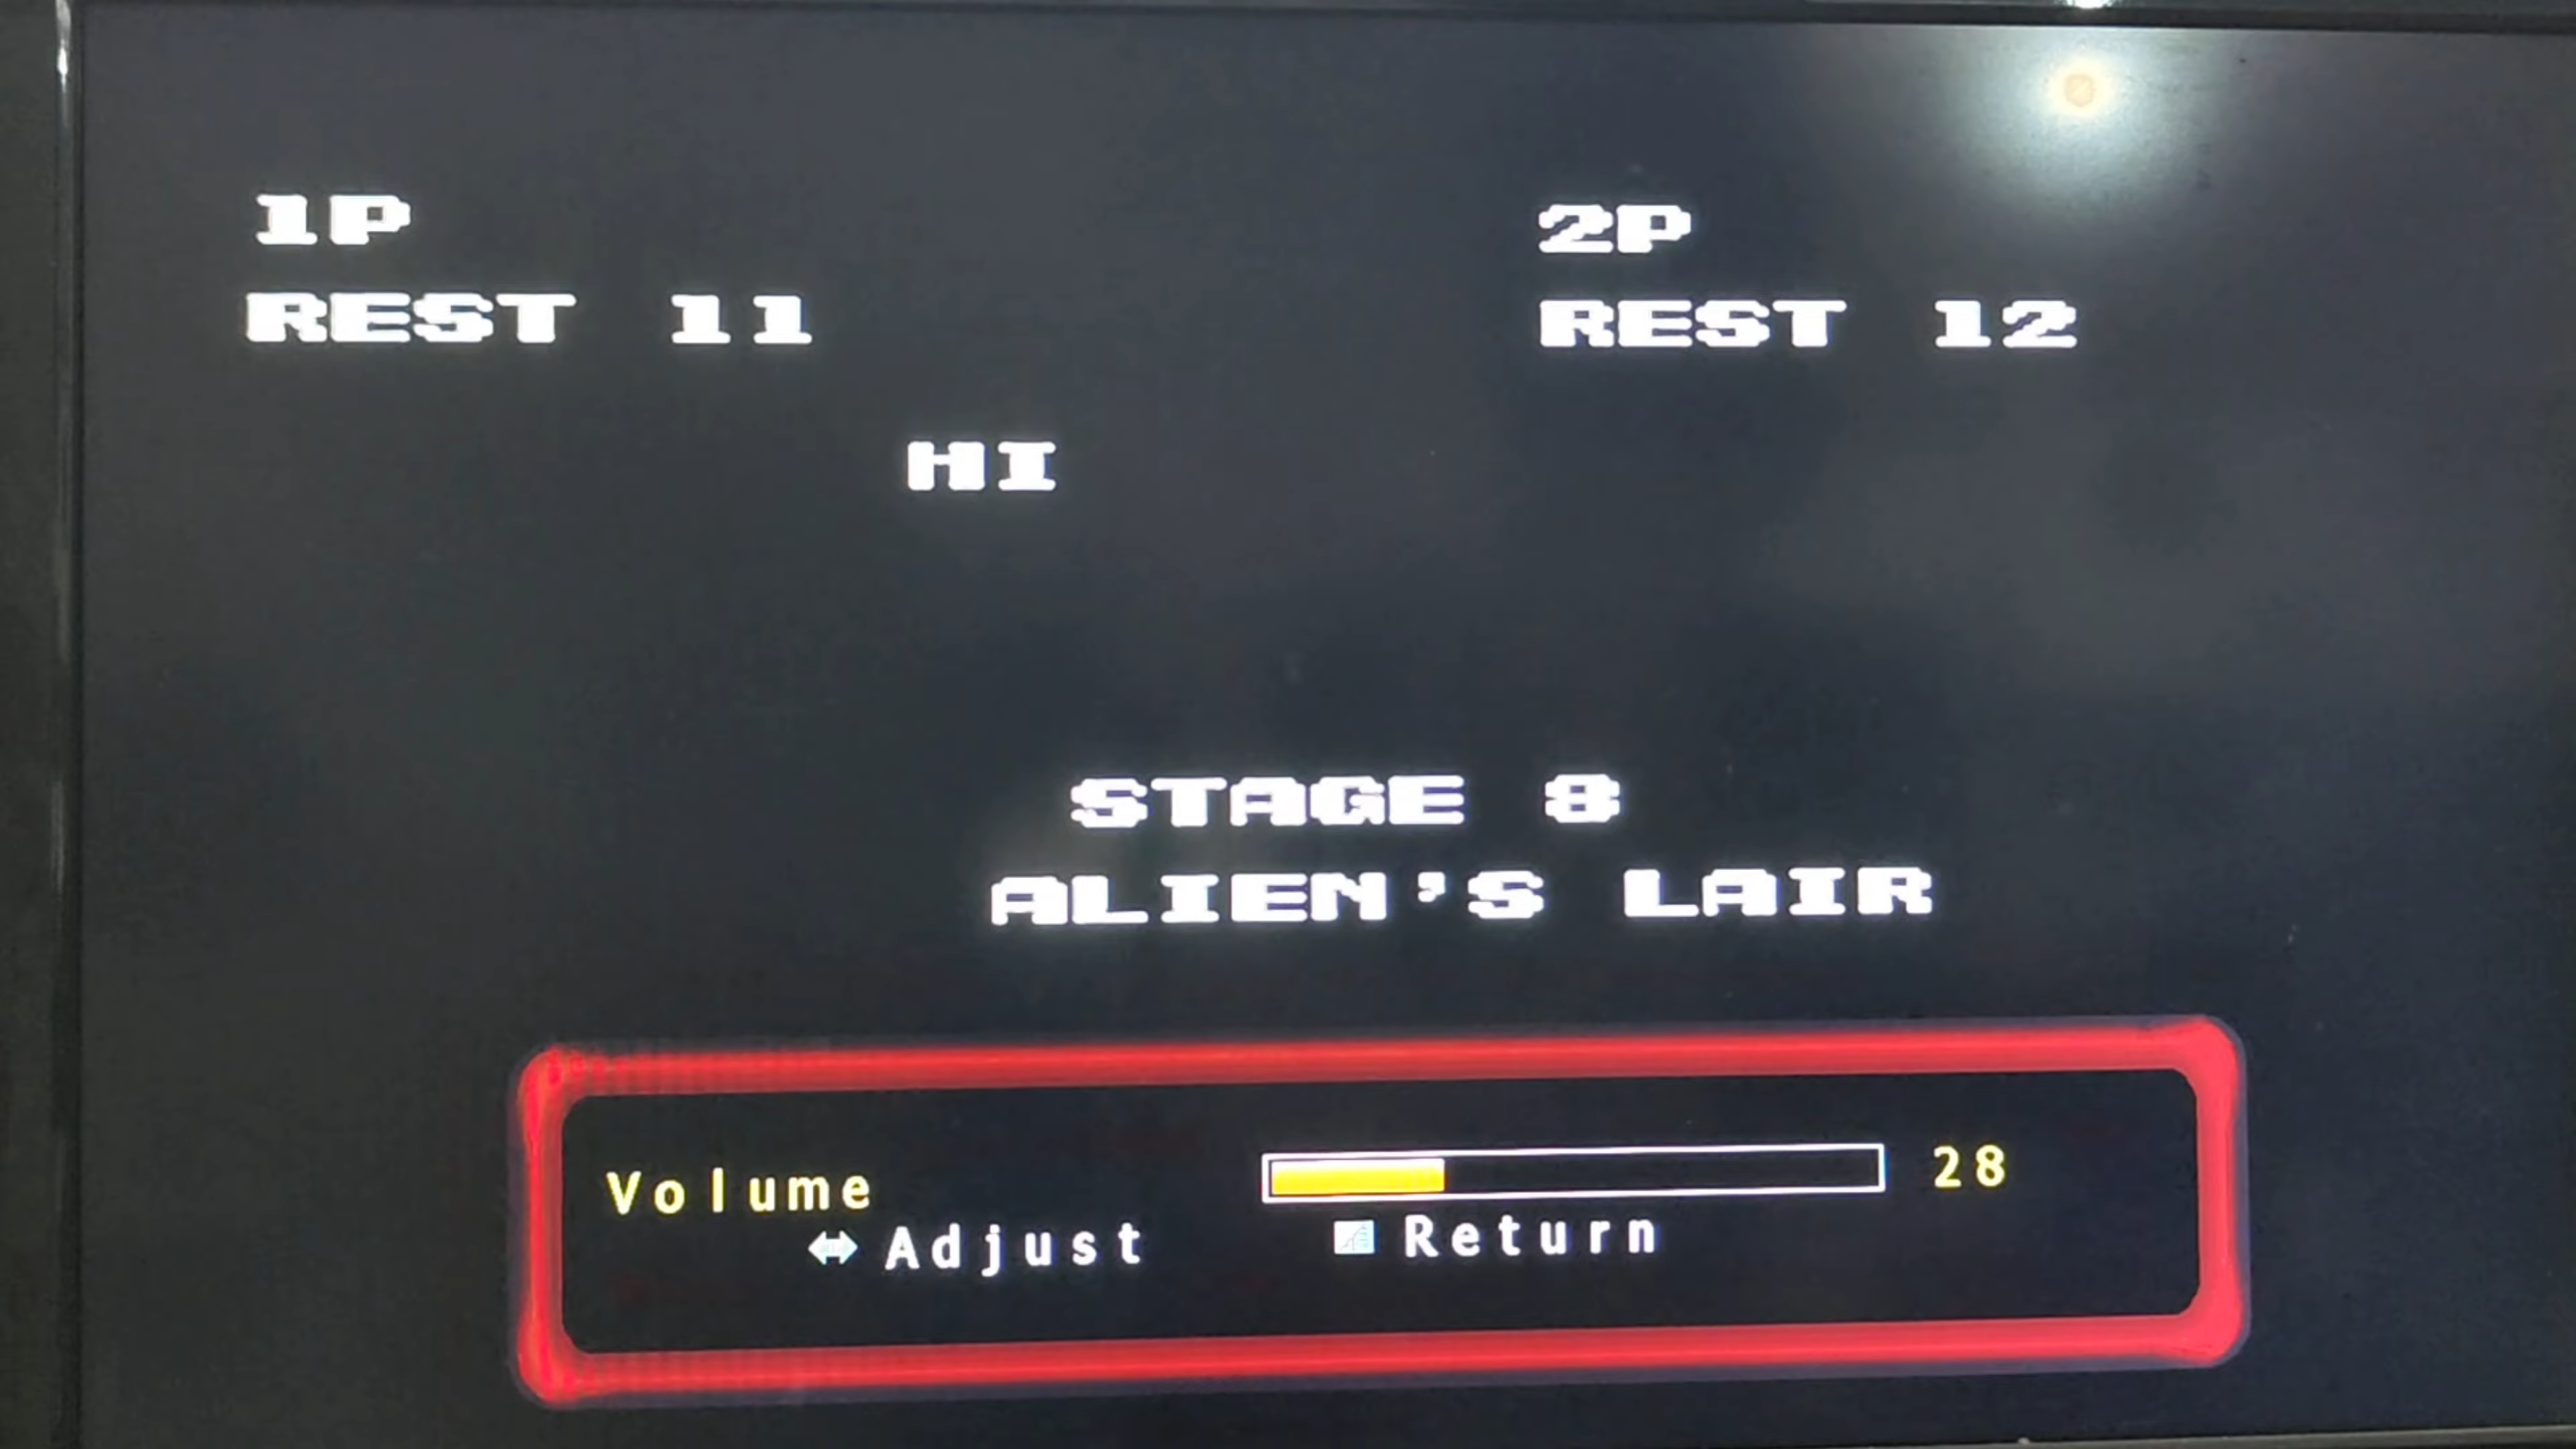 1P 2P
REST 11 REST 12
HI
STAGE 8
ALIEN'S LAIR
Volume 28
Adjust Return